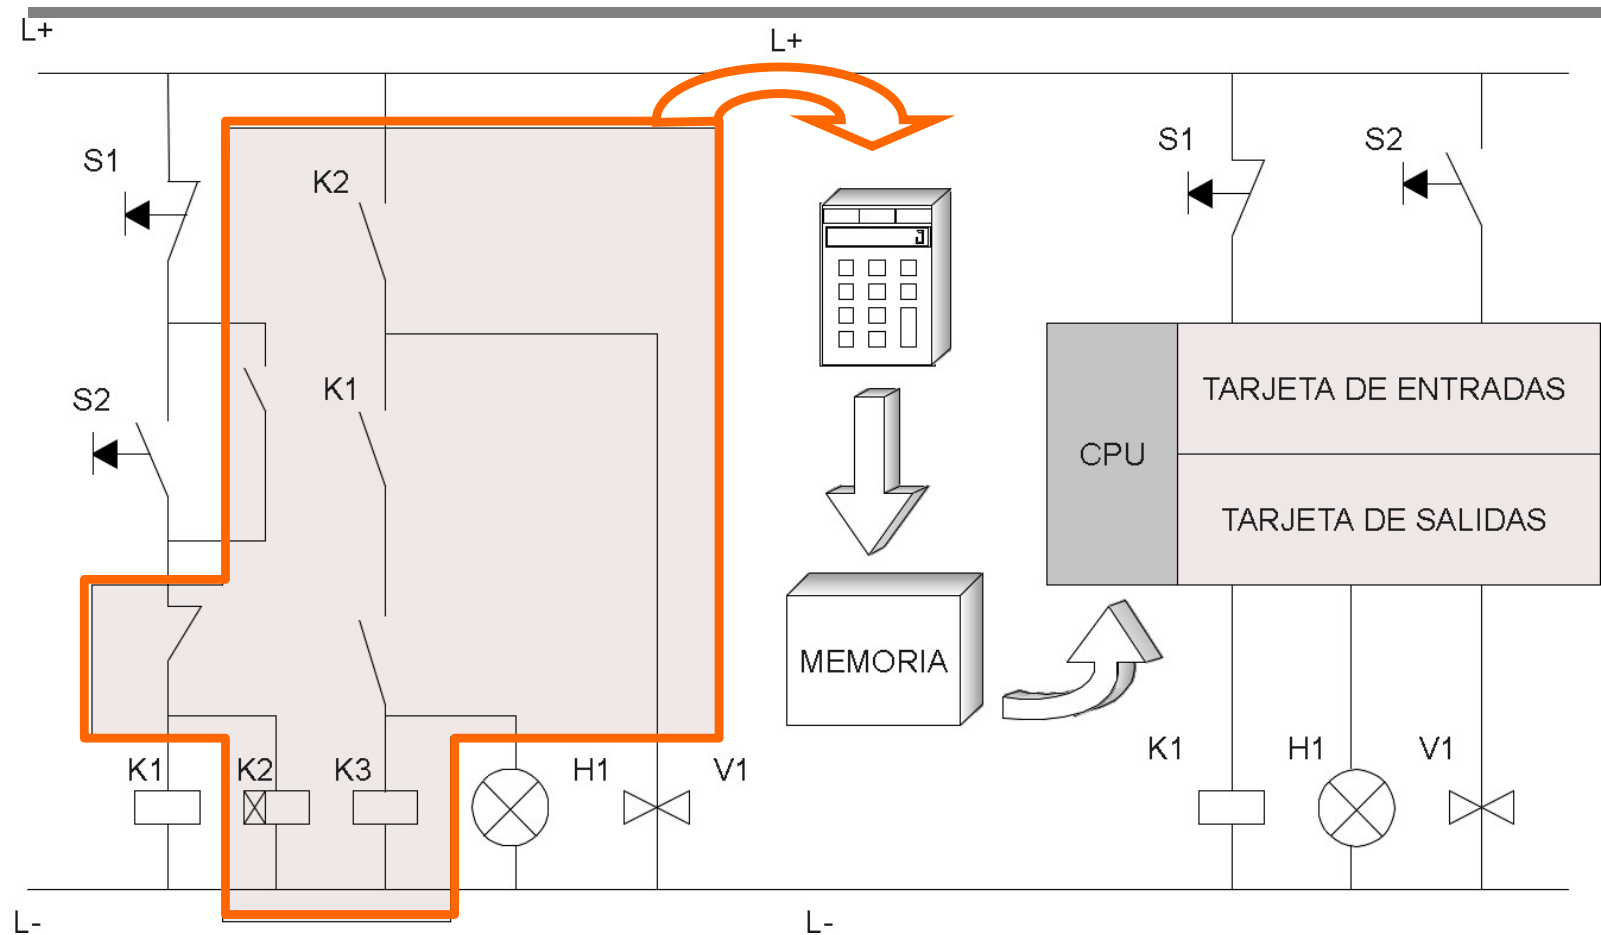 L+
L+
S1
K2
S1
S2
K1
S2
TARJETA DE ENTRADAS
CPU
TARJETA DE SALIDAS
MEMORIA
K1
K2
K3
H1
V1
K1
H1
V1
L-
L-